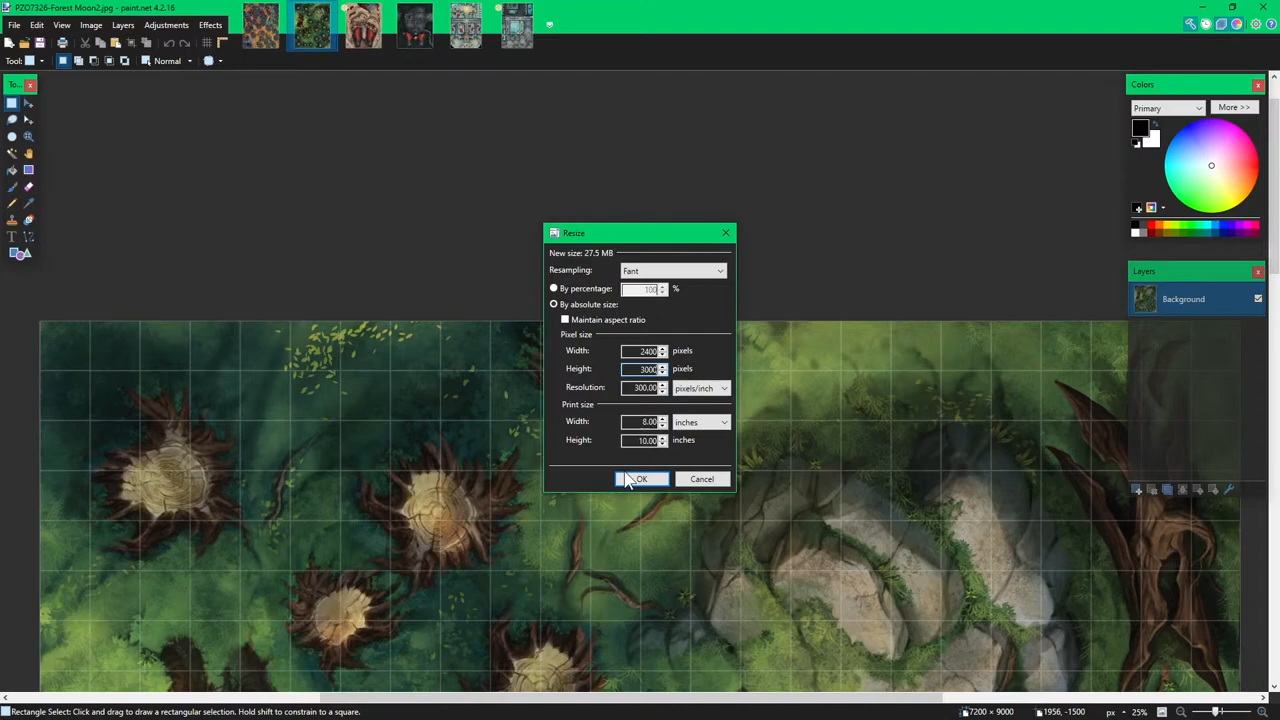 PZO7326-Forest Moon2.jpg - paint.net 4.2.16
File Edit View Image Layers Adjustments Effects
Tool:
Normal
To...
Colors
Primary
More >>
Layers
Background
Resize
New size: 27.5 MB
Resampling: Fant
By percentage: 100 %
By absolute size:
Maintain aspect ratio
Pixel size
Width: 2400 pixels
Height: 3000 pixels
Resolution: 300.00 pixels/inch
Print size
Width: 8.00 inches
Height: 10.00 inches
OK Cancel
Rectangle Select: Click and drag to draw a rectangular selection. Hold shift to constrain to a square.
7200 × 9000
1956, -1500
px
25%